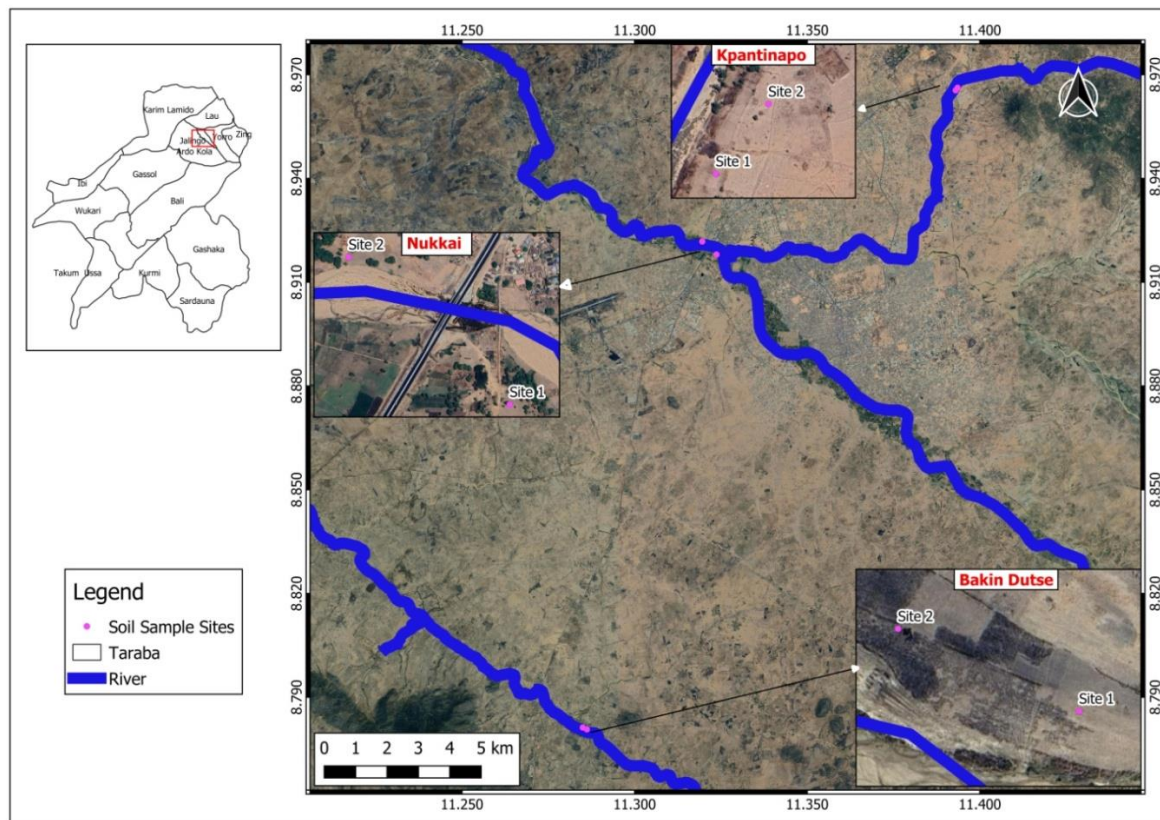 11.250 11.300 11.350 11.400
Karim Lamido
Lau
Zing
Yorro
Jalingo
Ardo Kola
Gassol
Ibi
Bali
Wukari
Gashaka
Takum
Ussa
Kurmi
Sardauna
8.970
8.940
8.910
8.880
8.850
8.820
8.790
Kpantinapo
Site 2
Site 1
8.970
8.940
8.910
8.880
8.850
8.820
8.790
Nukkai
Site 2
Site 1
Legend
Soil Sample Sites
Taraba
River
Bakin Dutse
Site 2
Site 1
0 1 2 3 4 5 km
11.250 11.300 11.350 11.400